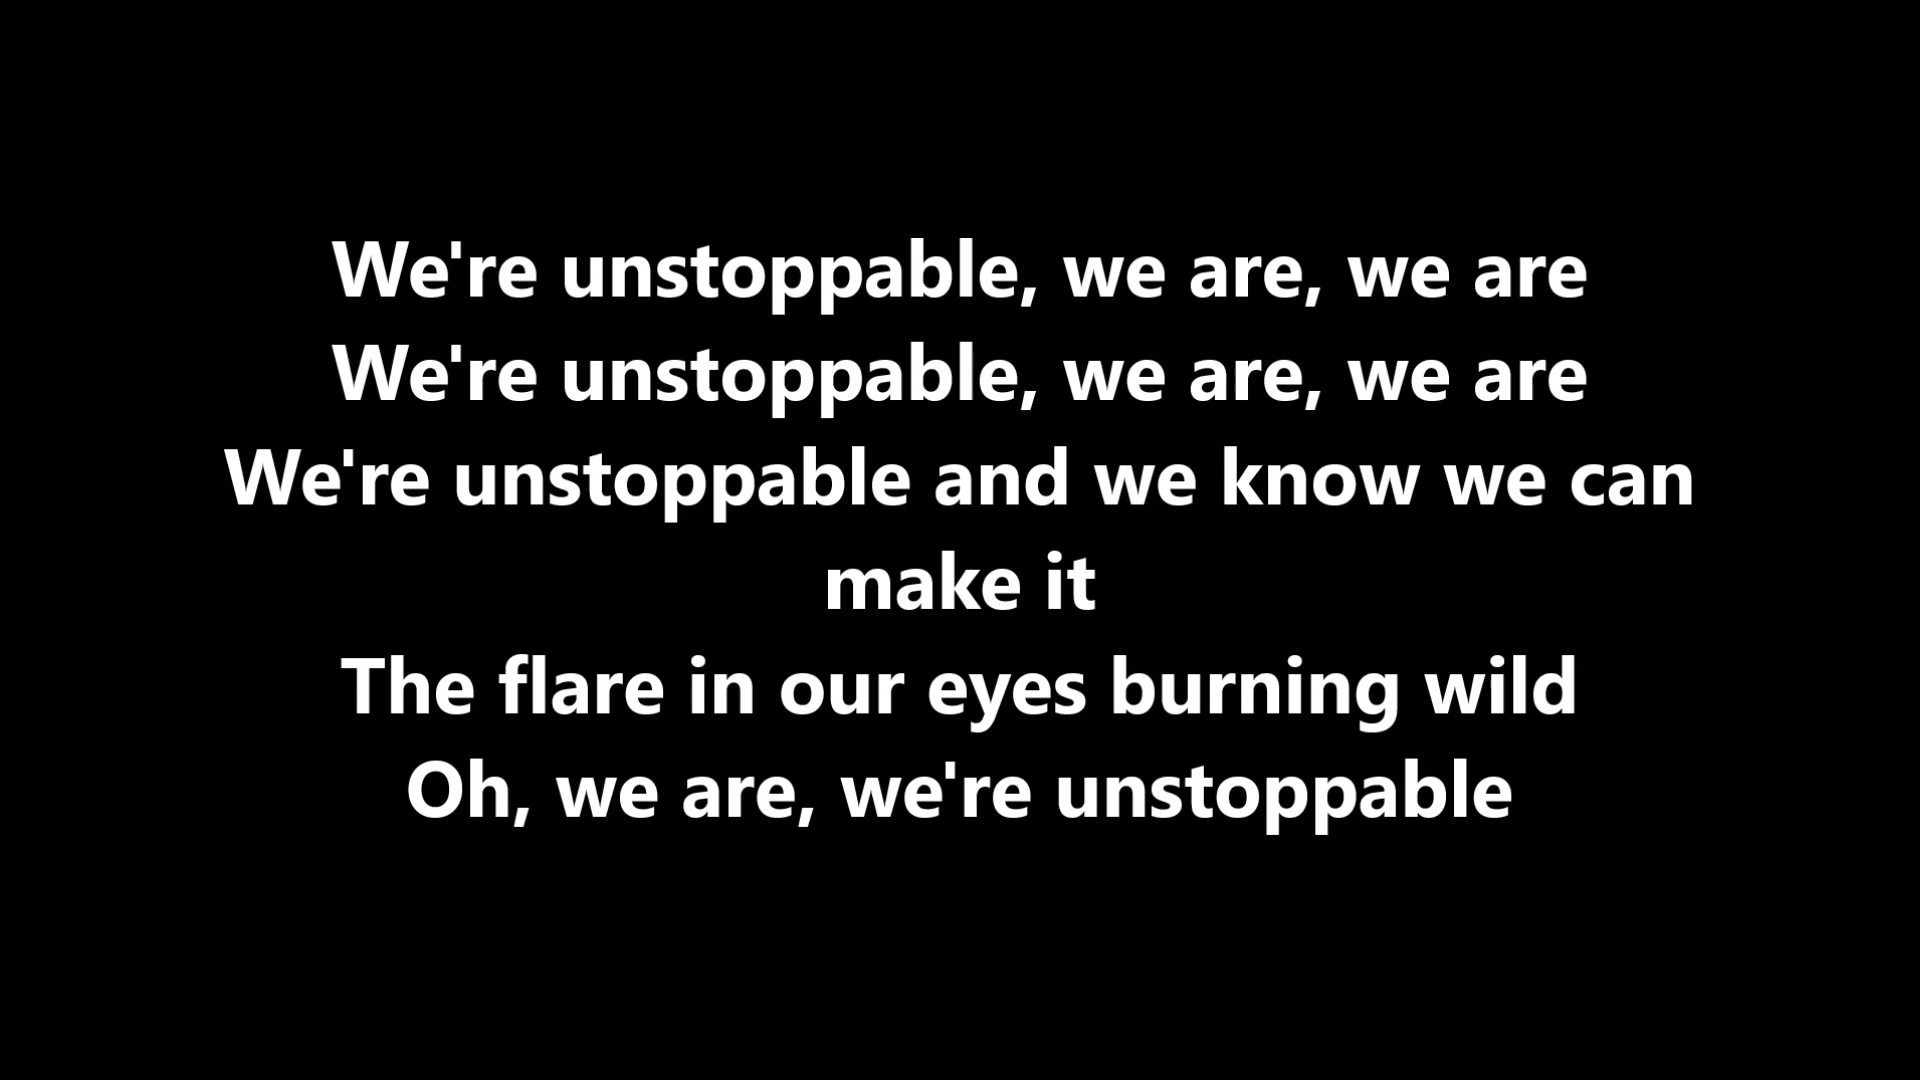 We're unstoppable, we are, we are
We're unstoppable, we are, we are
We're unstoppable and we know we can
make it
The flare in our eyes burning wild
Oh, we are, we're unstoppable